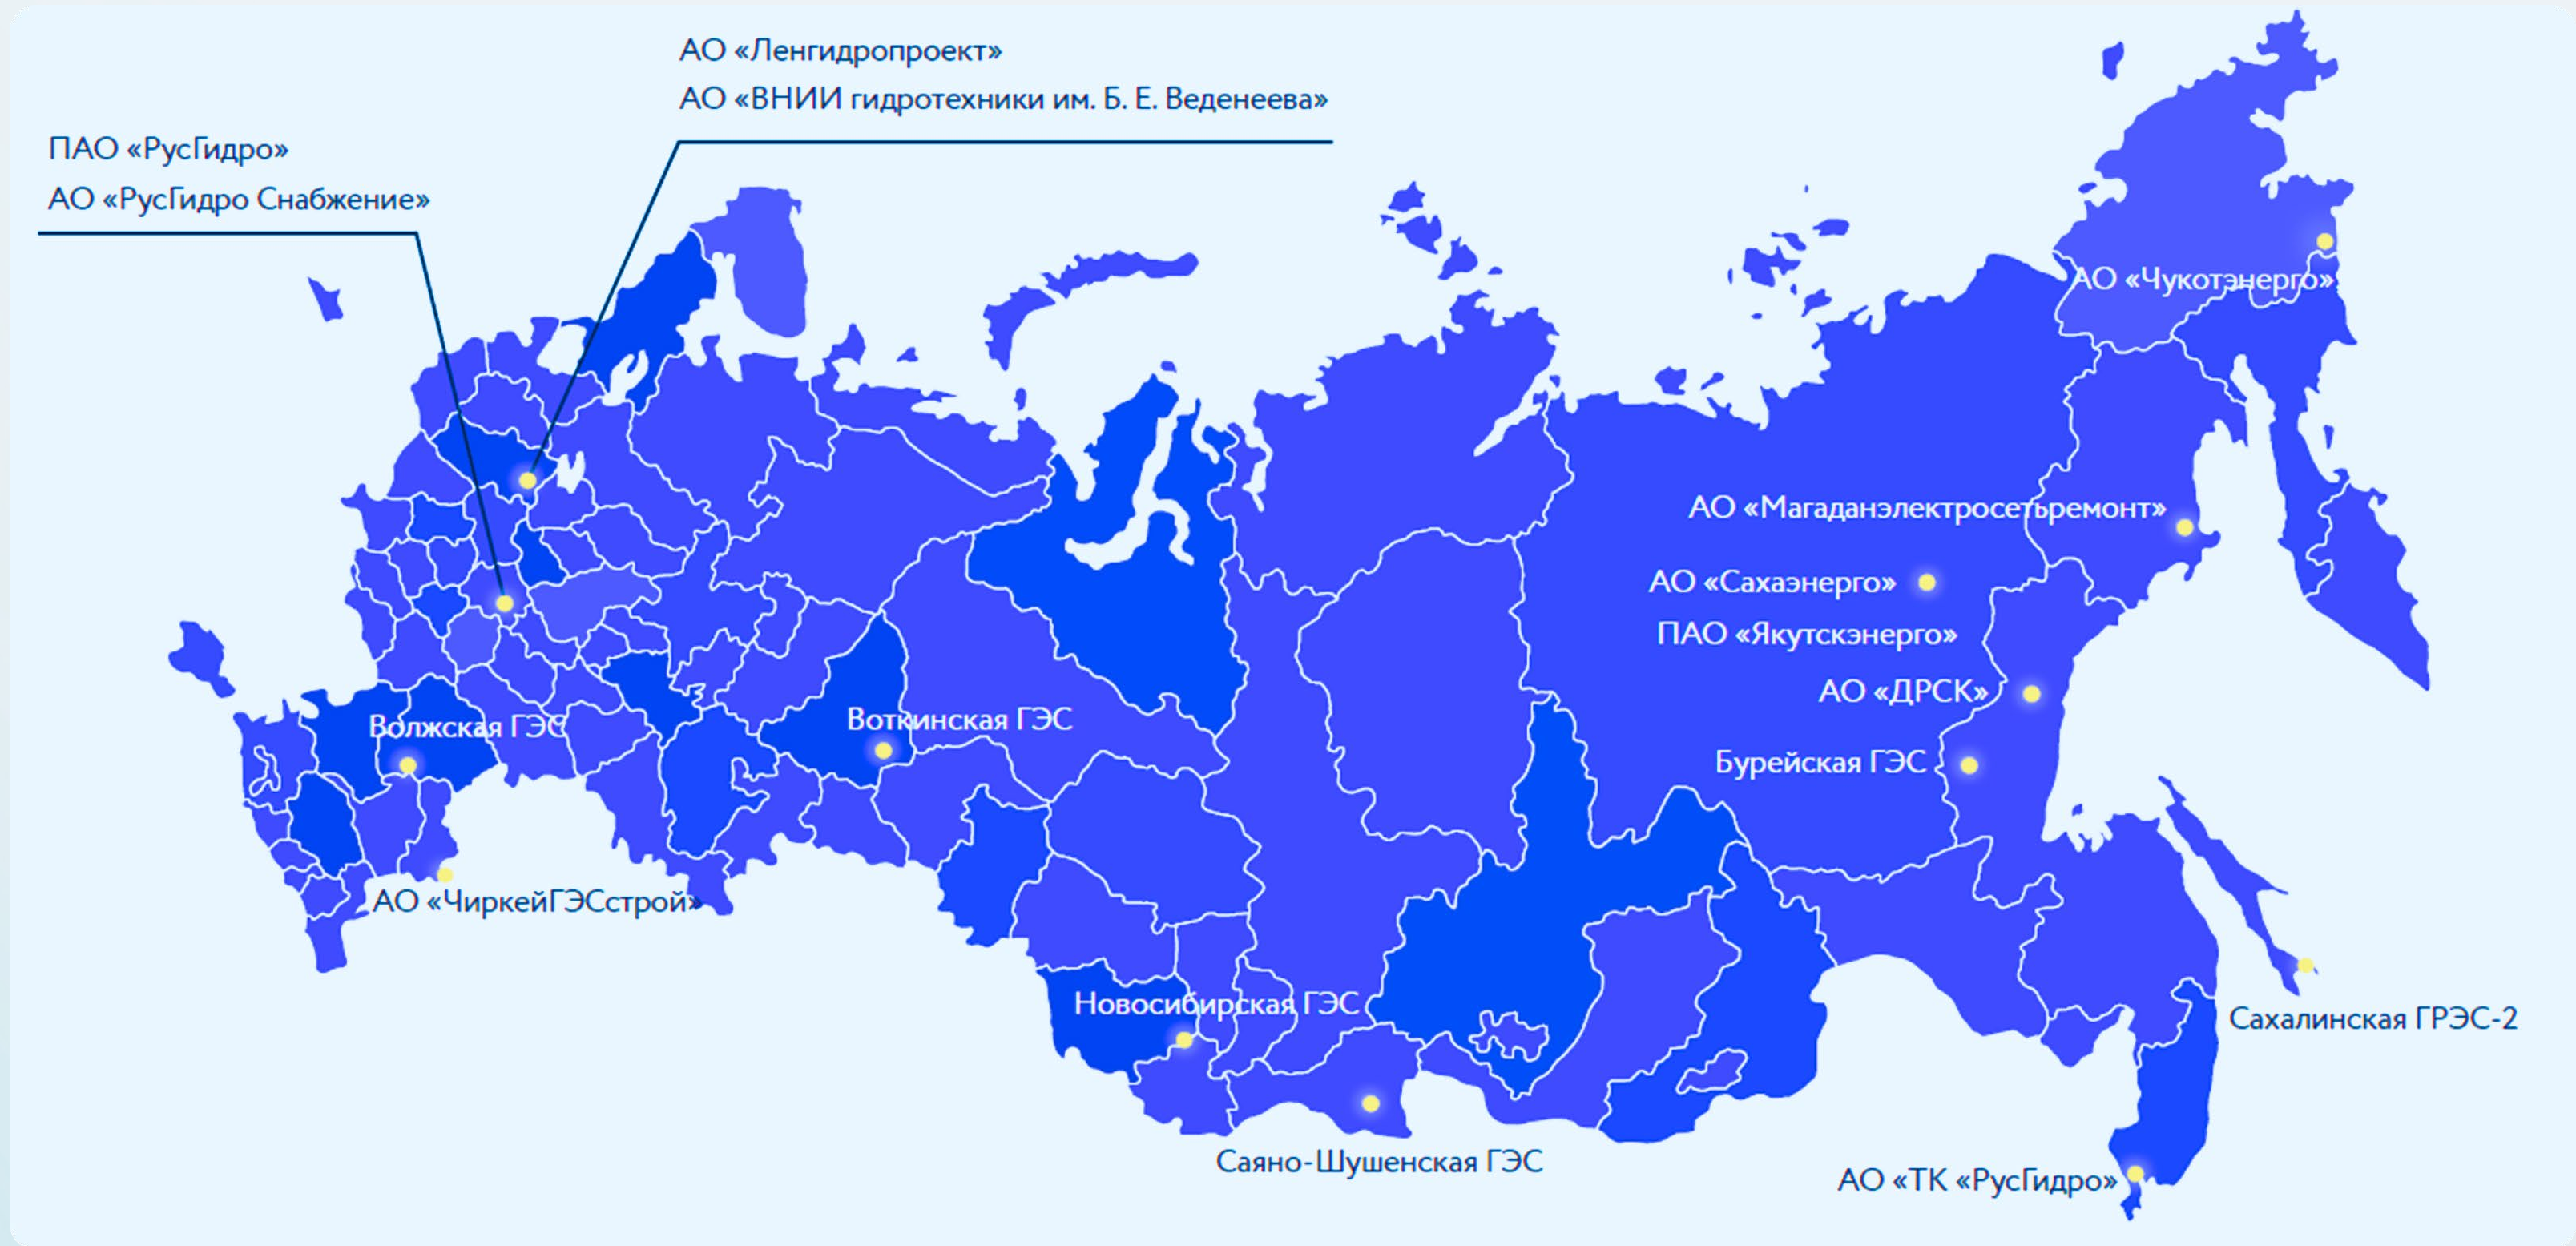 АО «Ленгидропроект»
АО «ВНИИ гидротехники им. Б. Е. Веденеева»
ПАО «РусГидро»
АО «РусГидро Снабжение»
АО «Чукотэнерго»
АО «Магаданэлектросетьремонт»
АО «Сахаэнерго»
ПАО «Якутскэнерго»
АО «ДРСК»
Волжская ГЭС
Воткинская ГЭС
Бурейская ГЭС
АО «ЧиркейГЭСстрой»
Новосибирская ГЭС
Сахалинская ГРЭС-2
Саяно-Шушенская ГЭС
АО «ТК «РусГидро»